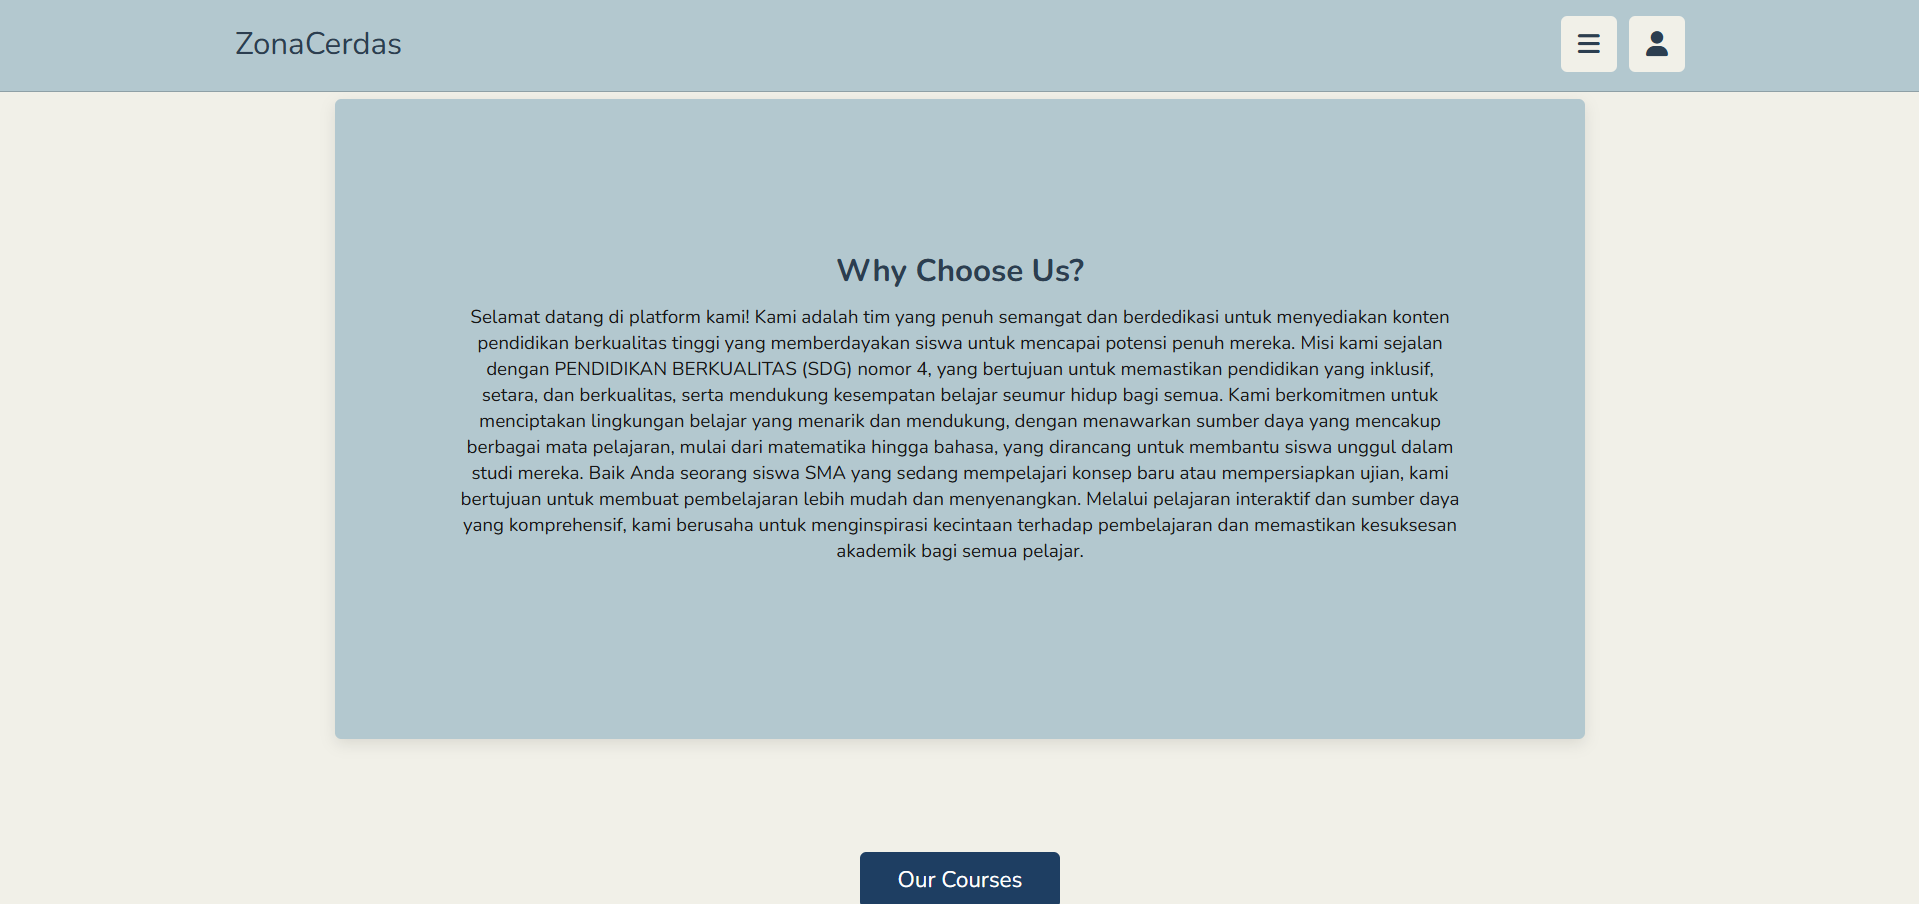 ZonaCerdas
Why Choose Us?
Selamat datang di platform kami! Kami adalah tim yang penuh semangat dan berdedikasi untuk menyediakan konten
pendidikan berkualitas tinggi yang memberdayakan siswa untuk mencapai potensi penuh mereka. Misi kami sejalan
dengan PENDIDIKAN BERKUALITAS (SDG) nomor 4, yang bertujuan untuk memastikan pendidikan yang inklusif,
setara, dan berkualitas, serta mendukung kesempatan belajar seumur hidup bagi semua. Kami berkomitmen untuk
menciptakan lingkungan belajar yang menarik dan mendukung, dengan menawarkan sumber daya yang mencakup
berbagai mata pelajaran, mulai dari matematika hingga bahasa, yang dirancang untuk membantu siswa unggul dalam
studi mereka. Baik Anda seorang siswa SMA yang sedang mempelajari konsep baru atau mempersiapkan ujian, kami
bertujuan untuk membuat pembelajaran lebih mudah dan menyenangkan. Melalui pelajaran interaktif dan sumber daya
yang komprehensif, kami berusaha untuk menginspirasi kecintaan terhadap pembelajaran dan memastikan kesuksesan
akademik bagi semua pelajar.
Our Courses